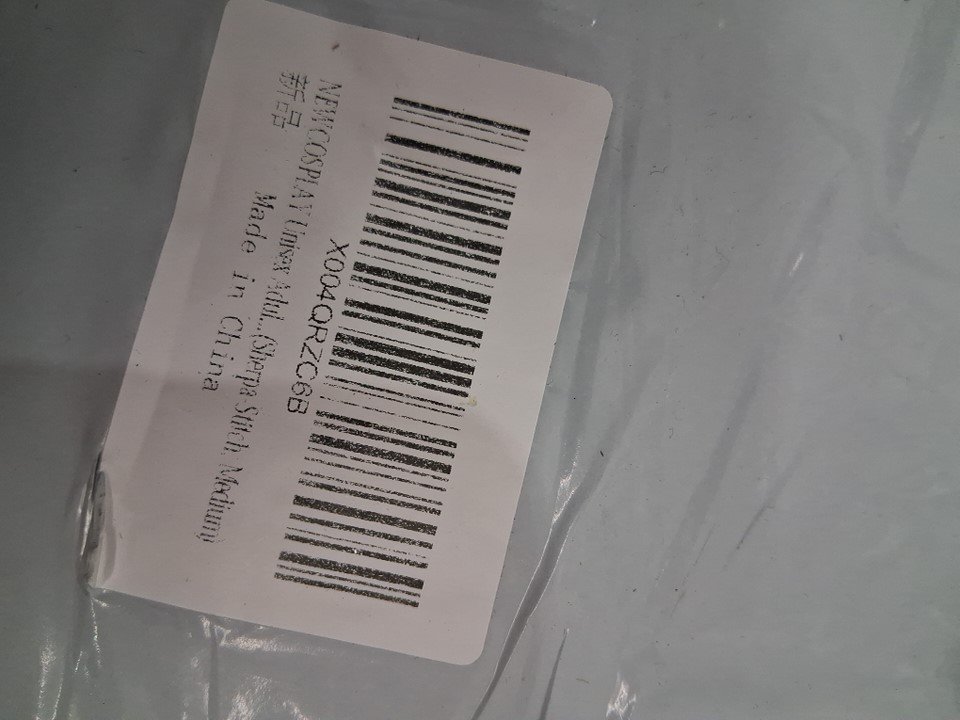 X004QRZC6B
NEWCOSPLAY Unisex Adul...(Sherpa Stitch, Medium)
新品
Made in China